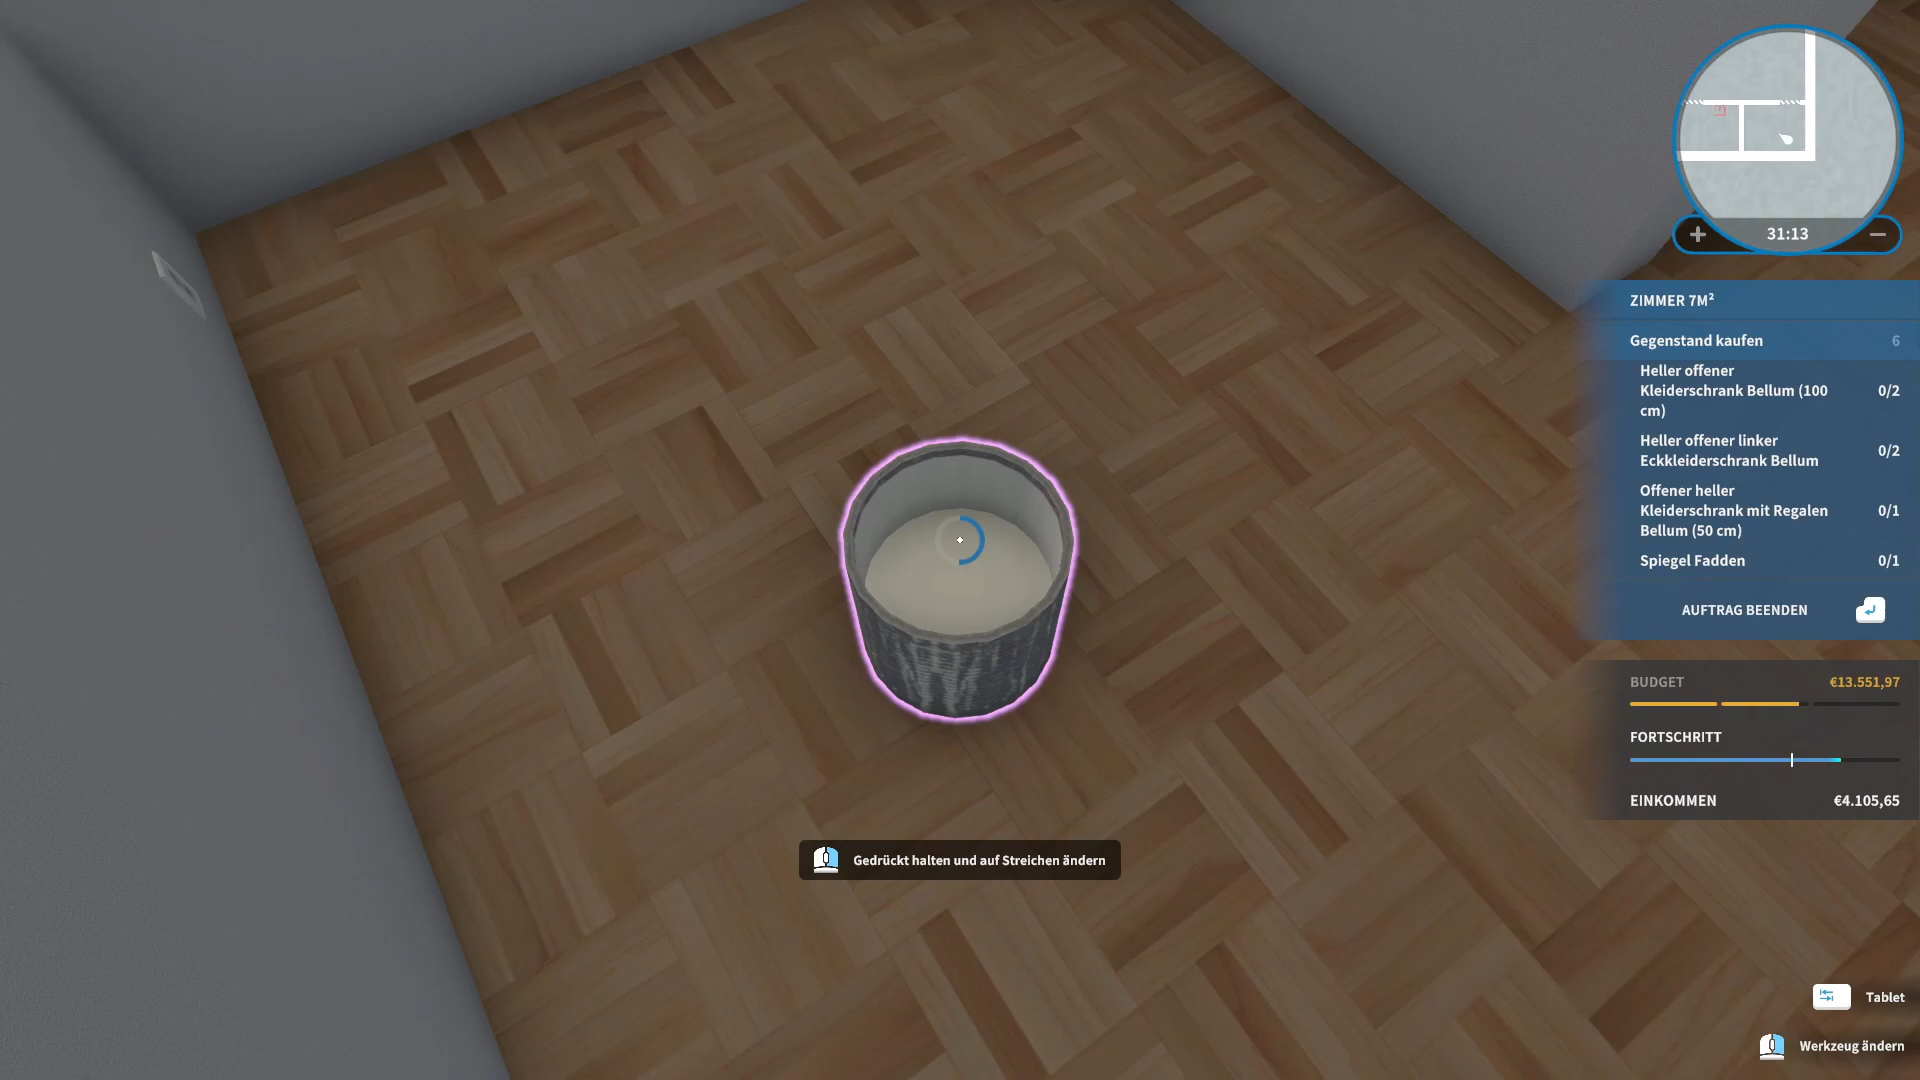 31:13
ZIMMER 7M²
Gegenstand kaufen 6
Heller offener
Kleiderschrank Bellum (100
cm) 0/2
Heller offener linker
Eckkleiderschrank Bellum 0/2
Offener heller
Kleiderschrank mit Regalen
Bellum (50 cm) 0/1
Spiegel Fadden 0/1
AUFTRAG BEENDEN
BUDGET €13.551,97
FORTSCHRITT
EINKOMMEN €4.105,65
Gedrückt halten und auf Streichen ändern
Tablet
Werkzeug ändern